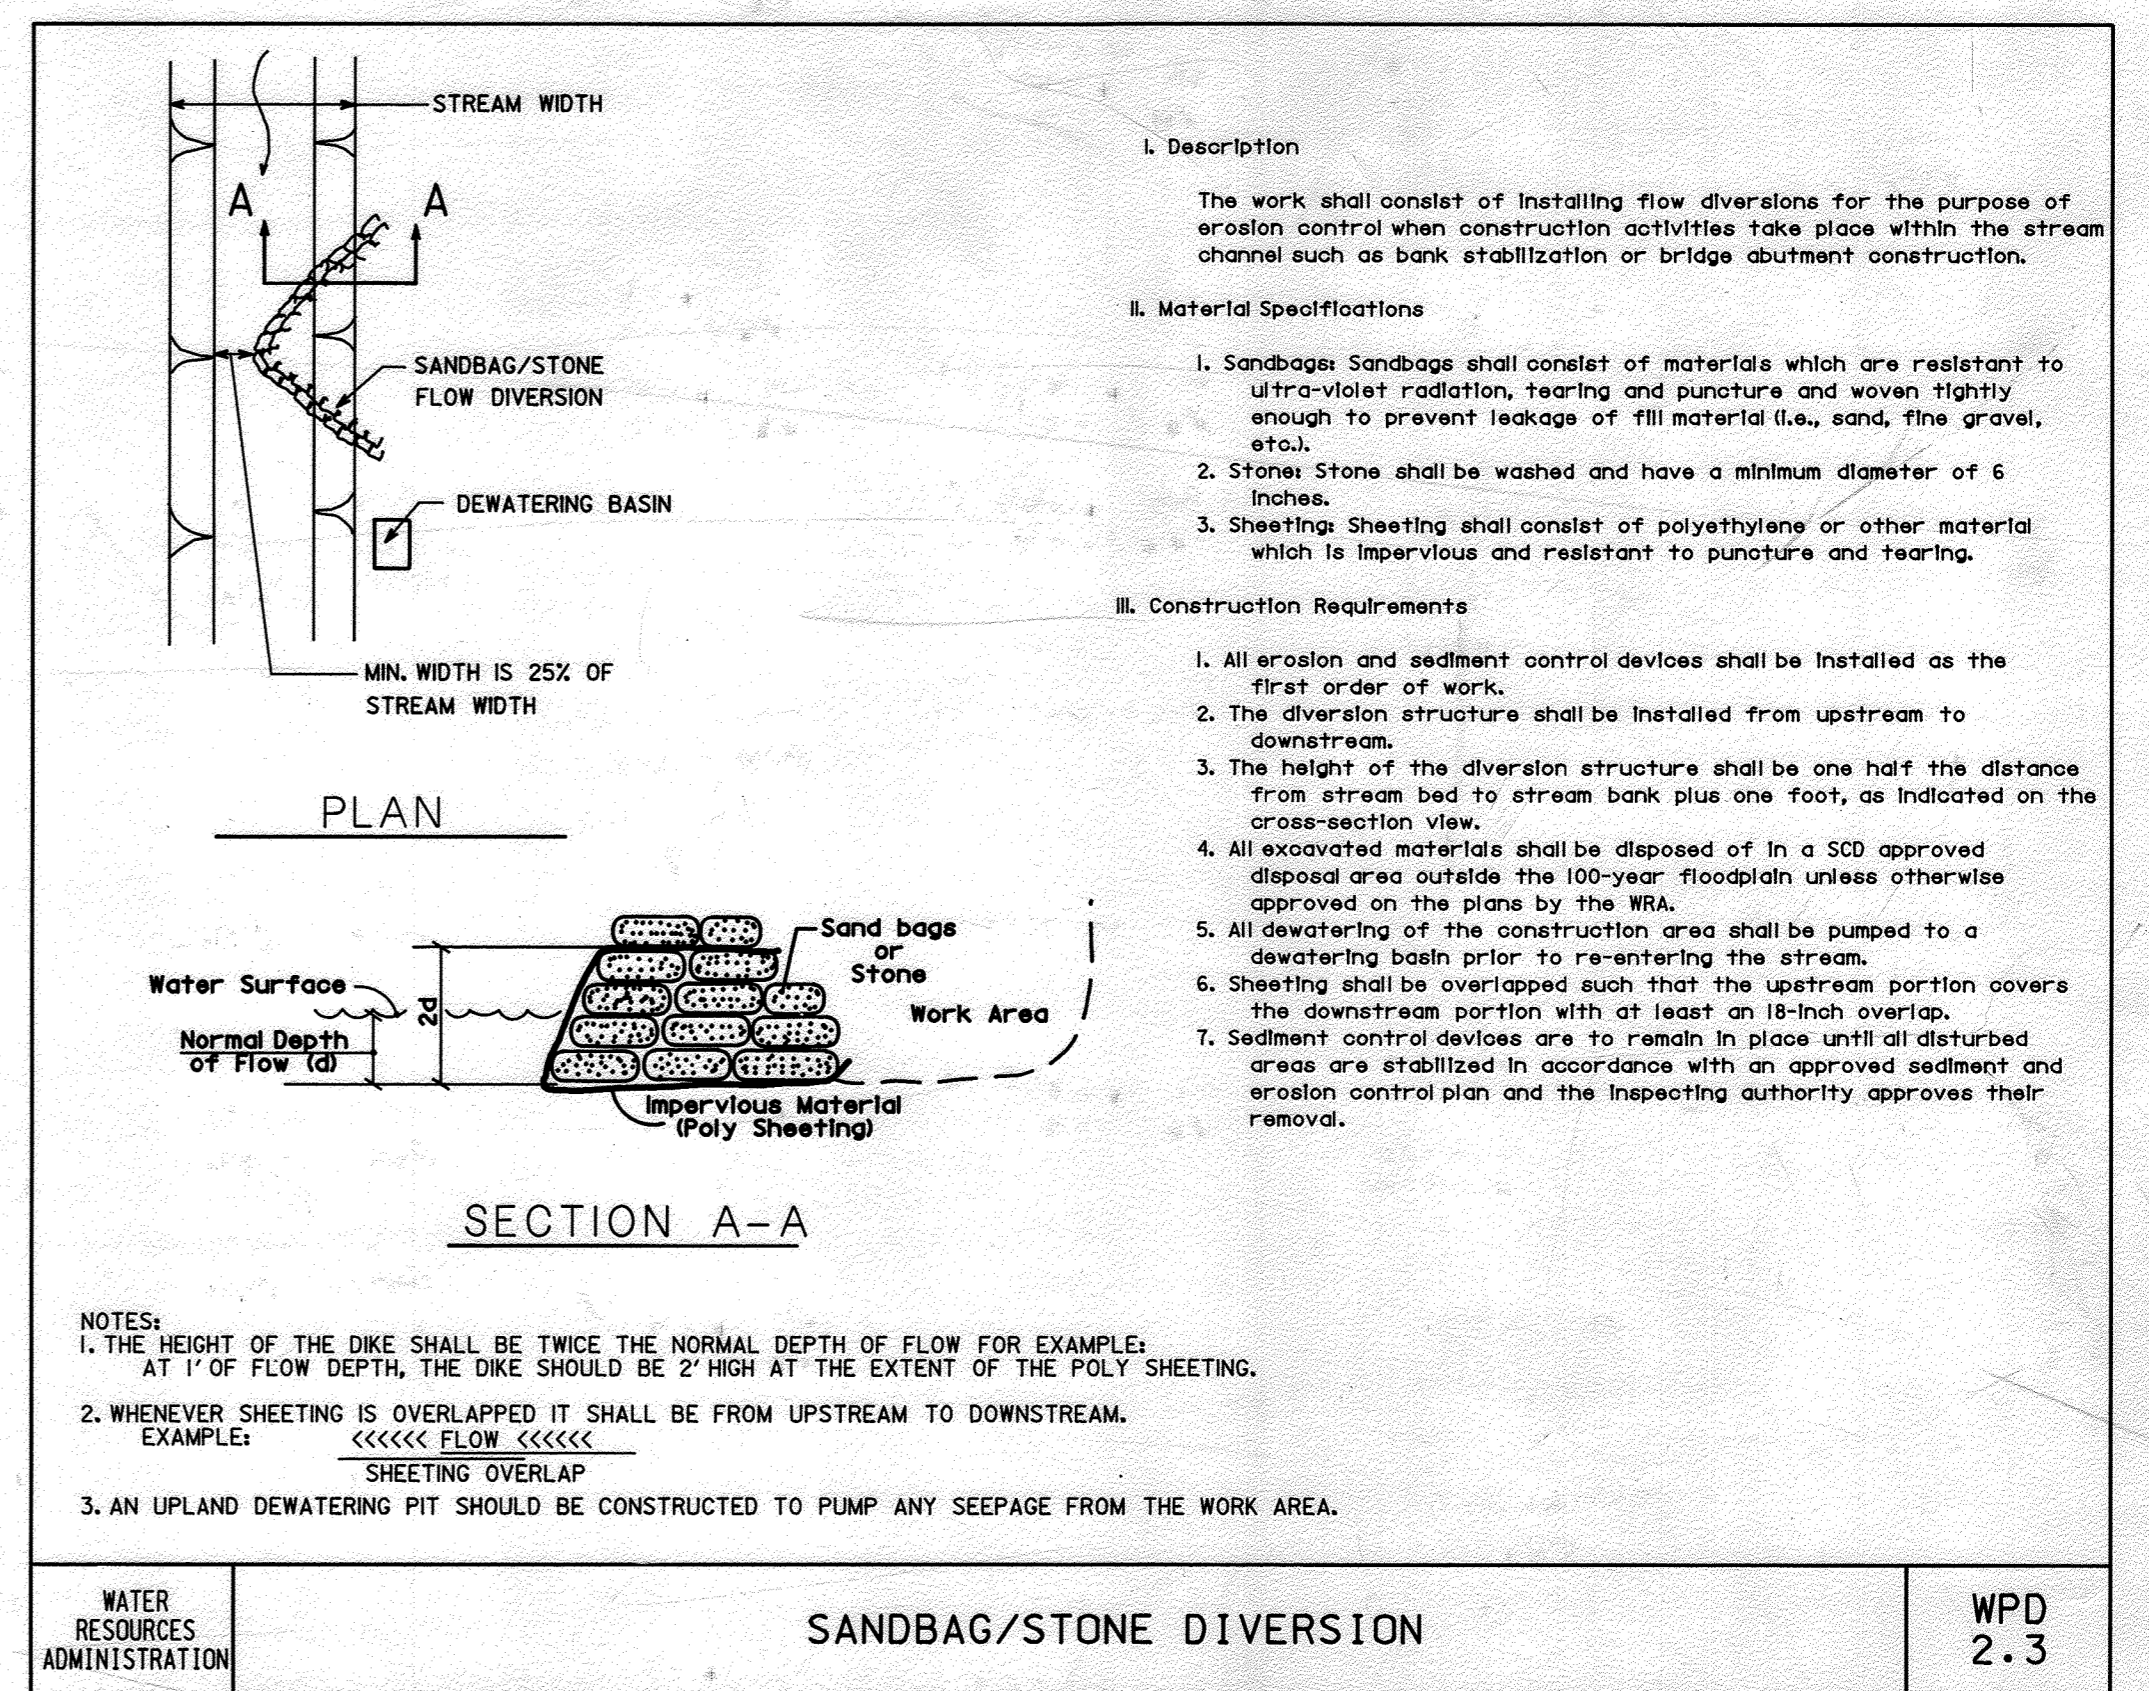 STREAM WIDTH
A
A
SANDBAG/STONE
FLOW DIVERSION
DEWATERING BASIN
MIN. WIDTH IS 25% OF
STREAM WIDTH
PLAN
Sand bags
or
Stone
Water Surface
2d
Work Area
Normal Depth
of Flow (d)
Impervious Material
(Poly Sheeting)
SECTION A-A
I. Description
The work shall consist of installing flow diversions for the purpose of
erosion control when construction activities take place within the stream
channel such as bank stabilization or bridge abutment construction.
II. Material Specifications
1. Sandbags: Sandbags shall consist of materials which are resistant to
ultra-violet radiation, tearing and puncture and woven tightly
enough to prevent leakage of fill material (i.e., sand, fine gravel,
etc.).
2. Stone: Stone shall be washed and have a minimum diameter of 6
inches.
3. Sheeting: Sheeting shall consist of polyethylene or other material
which is impervious and resistant to puncture and tearing.
III. Construction Requirements
1. All erosion and sediment control devices shall be installed as the
first order of work.
2. The diversion structure shall be installed from upstream to
downstream.
3. The height of the diversion structure shall be one half the distance
from stream bed to stream bank plus one foot, as indicated on the
cross-section view.
4. All excavated materials shall be disposed of in a SCD approved
disposal area outside the 100-year floodplain unless otherwise
approved on the plans by the WRA.
5. All dewatering of the construction area shall be pumped to a
dewatering basin prior to re-entering the stream.
6. Sheeting shall be overlapped such that the upstream portion covers
the downstream portion with at least an 18-inch overlap.
7. Sediment control devices are to remain in place until all disturbed
areas are stabilized in accordance with an approved sediment and
erosion control plan and the inspecting authority approves their
removal.
NOTES:
1. THE HEIGHT OF THE DIKE SHALL BE TWICE THE NORMAL DEPTH OF FLOW FOR EXAMPLE:
AT 1' OF FLOW DEPTH, THE DIKE SHOULD BE 2' HIGH AT THE EXTENT OF THE POLY SHEETING.
2. WHENEVER SHEETING IS OVERLAPPED IT SHALL BE FROM UPSTREAM TO DOWNSTREAM.
EXAMPLE: <<<<<< FLOW <<<<<<
SHEETING OVERLAP
3. AN UPLAND DEWATERING PIT SHOULD BE CONSTRUCTED TO PUMP ANY SEEPAGE FROM THE WORK AREA.
WATER
RESOURCES
ADMINISTRATION
SANDBAG/STONE DIVERSION
WPD
2.3